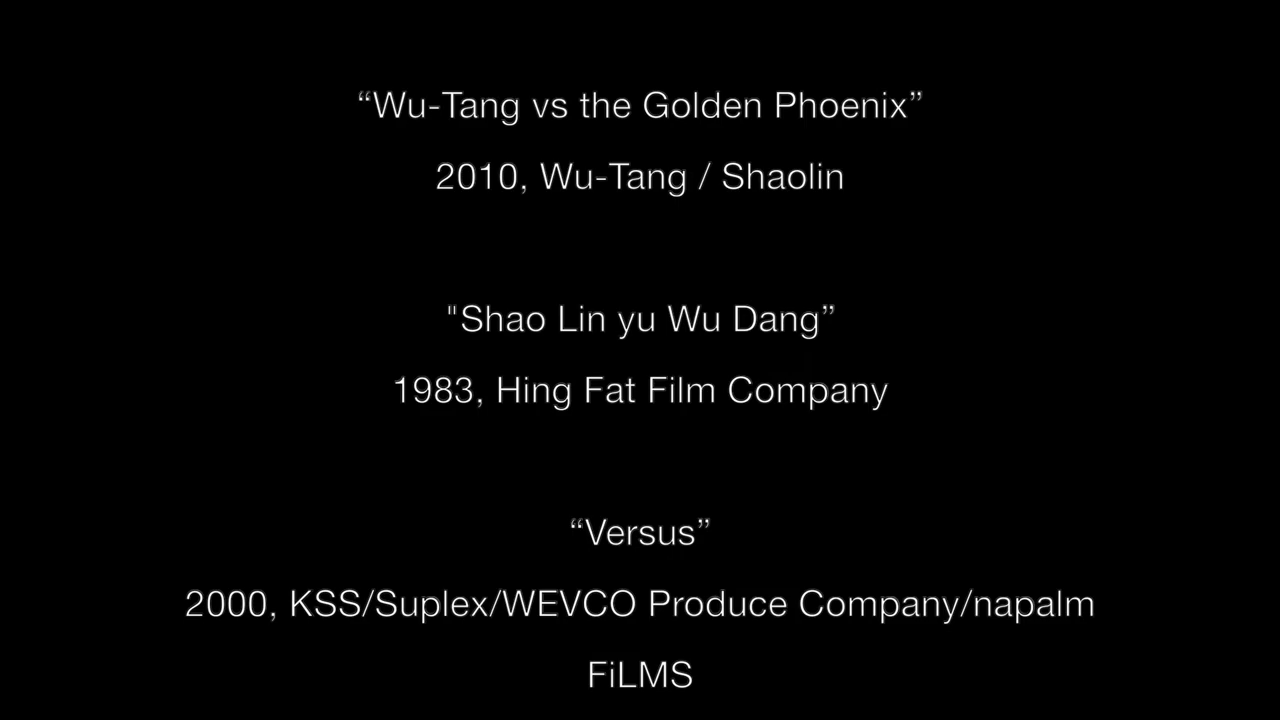 “Wu-Tang vs the Golden Phoenix”
2010, Wu-Tang / Shaolin
"Shao Lin yu Wu Dang”
1983, Hing Fat Film Company
“Versus”
2000, KSS/Suplex/WEVCO Produce Company/napalm
FiLMS